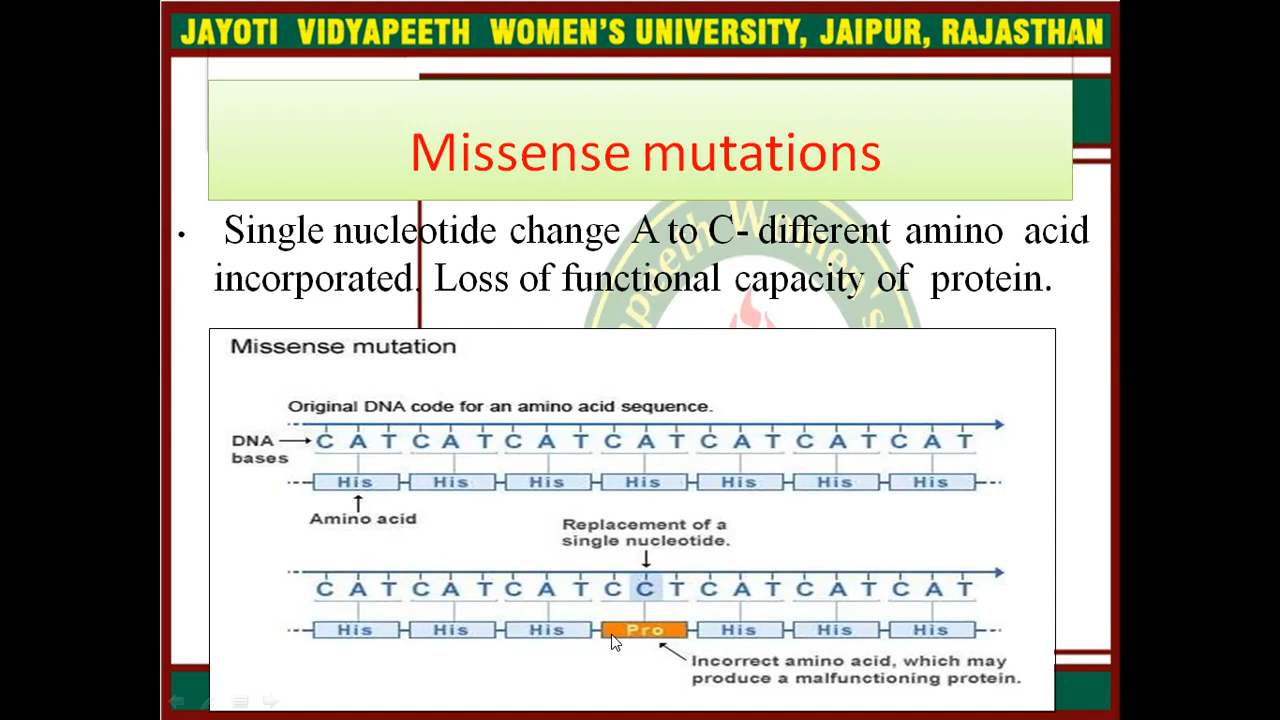 JAYOTI VIDYAPEETH WOMEN'S UNIVERSITY, JAIPUR, RAJASTHAN
Missense mutations
• Single nucleotide change A to C- different amino acid
incorporated. Loss of functional capacity of protein.
Missense mutation
Original DNA code for an amino acid sequence.
DNA bases
C A T C A T C A T C A T C A T C A T C A T
His His His His His His His
Amino acid
Replacement of a
single nucleotide.
C A T C A T C A T C C T C A T C A T C A T
His His His Pro His His His
Incorrect amino acid, which may
produce a malfunctioning protein.